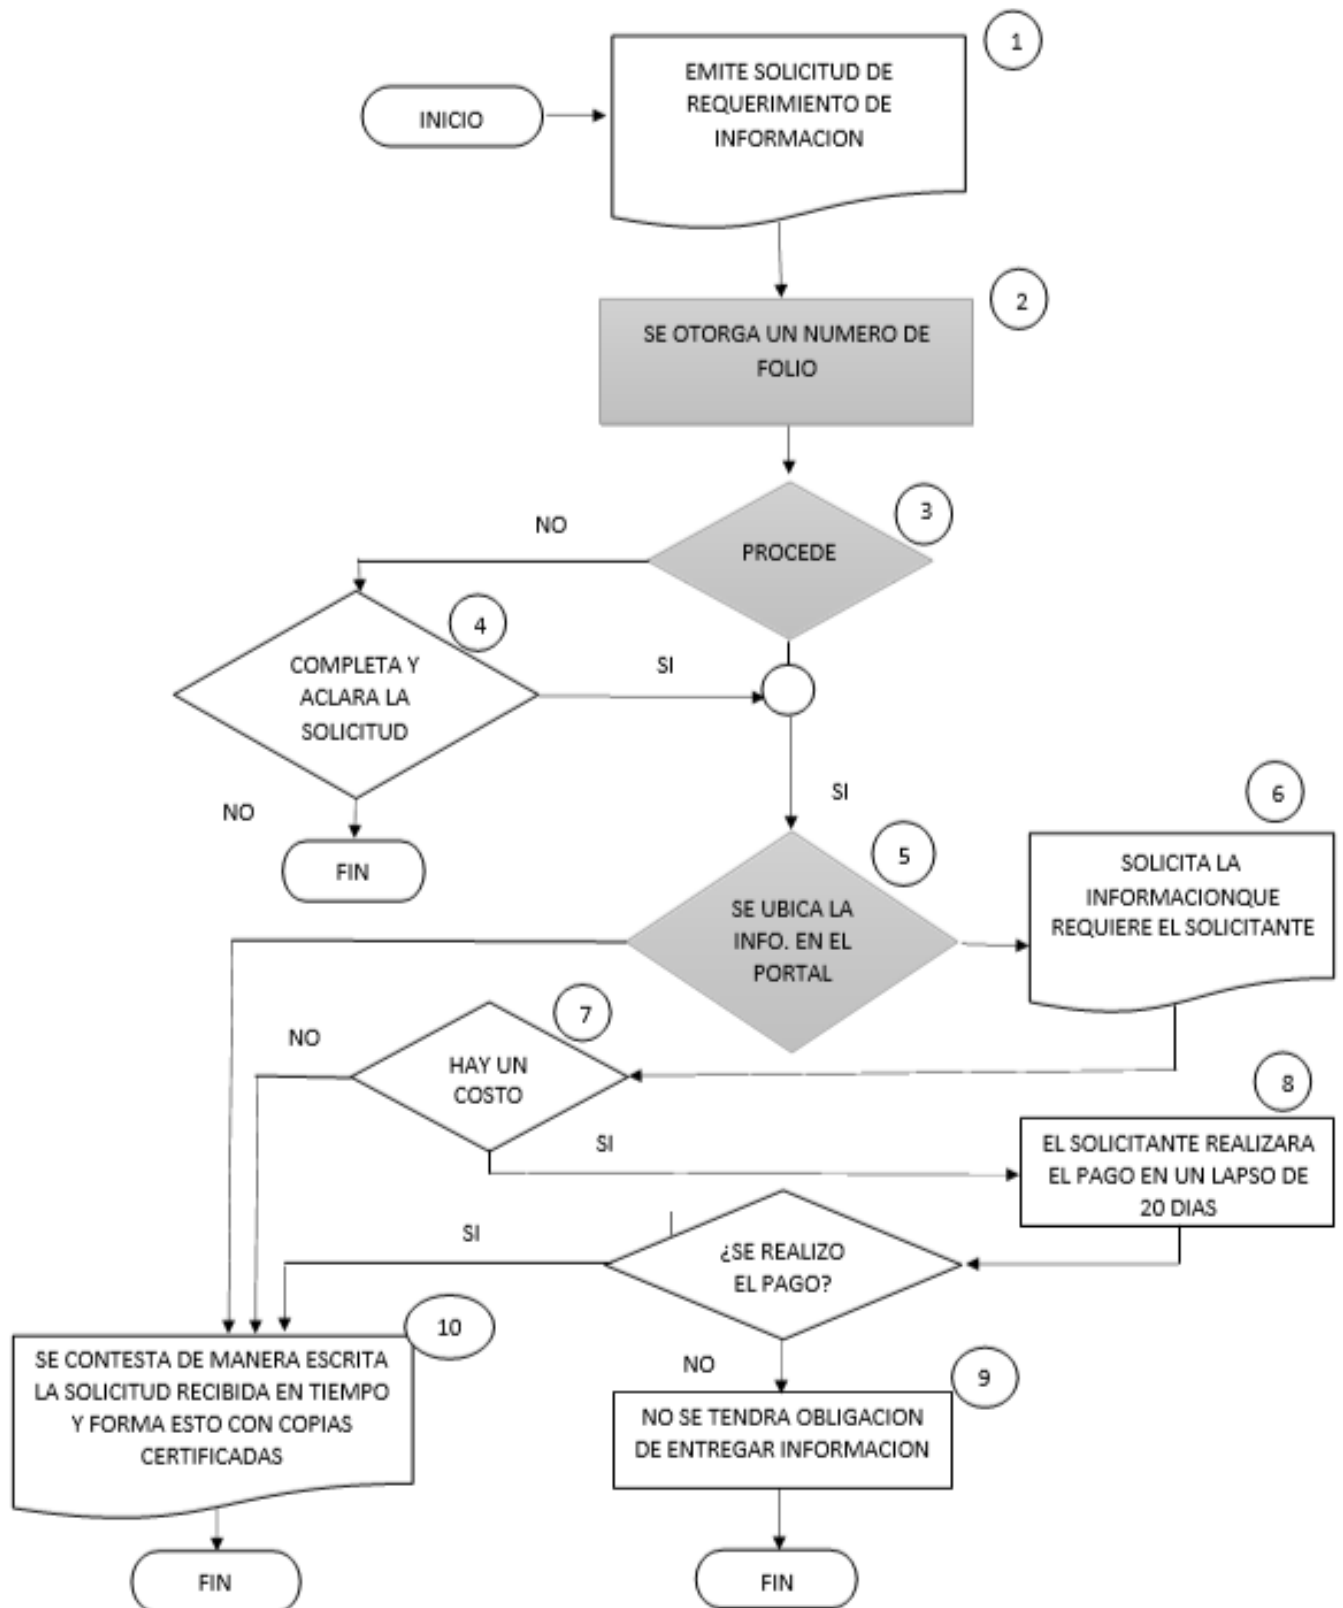 1
EMITE SOLICITUD DE
REQUERIMIENTO DE
INFORMACION
INICIO
2
SE OTORGA UN NUMERO DE
FOLIO
3
NO
PROCEDE
4
COMPLETA Y
ACLARA LA
SOLICITUD
SI
NO
FIN
SI
5
SE UBICA LA
INFO. EN EL
PORTAL
6
SOLICITA LA
INFORMACIONQUE
REQUIERE EL SOLICITANTE
7
NO
HAY UN
COSTO
SI
8
EL SOLICITANTE REALIZARA
EL PAGO EN UN LAPSO DE
20 DIAS
SI
¿SE REALIZO
EL PAGO?
NO
9
NO SE TENDRA OBLIGACION
DE ENTREGAR INFORMACION
10
SE CONTESTA DE MANERA ESCRITA
LA SOLICITUD RECIBIDA EN TIEMPO
Y FORMA ESTO CON COPIAS
CERTIFICADAS
FIN
FIN